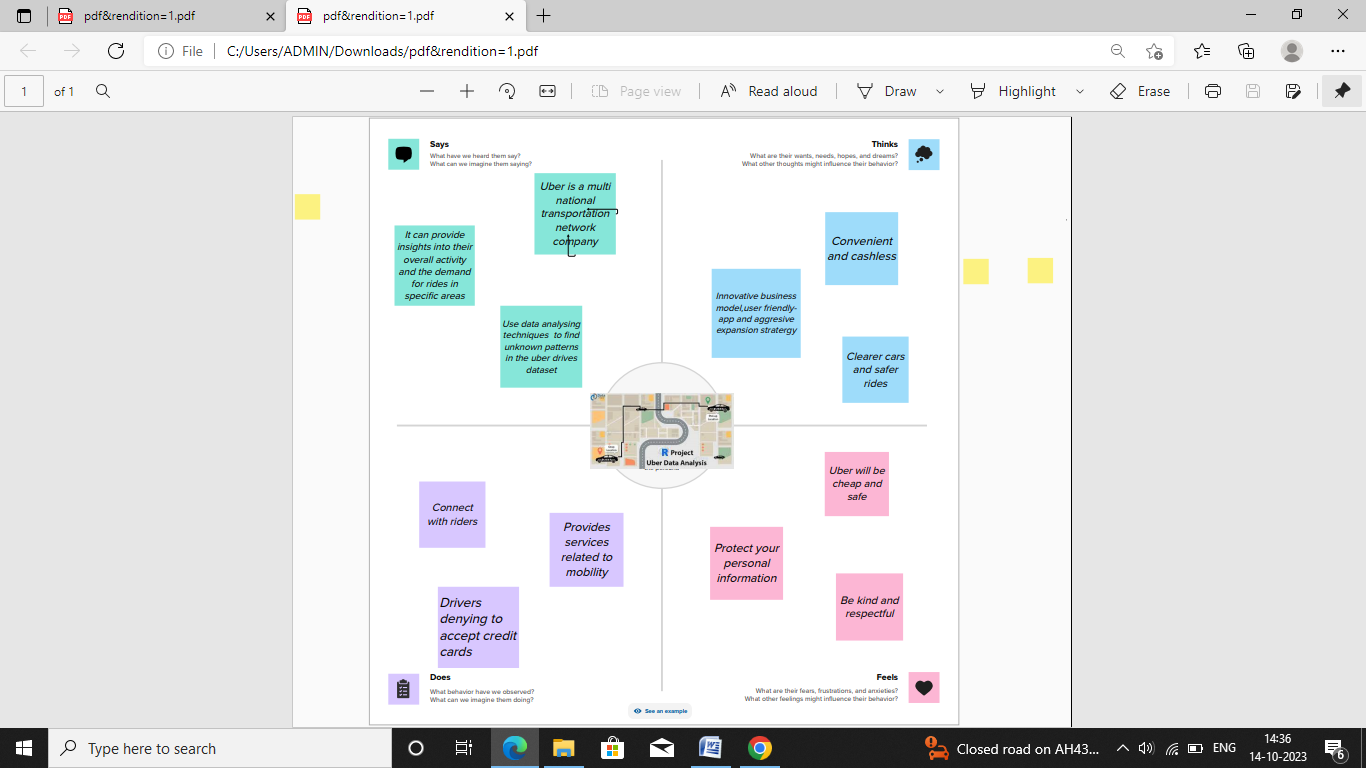 pdf&rendition=1.pdf
pdf&rendition=1.pdf
File
C:/Users/ADMIN/Downloads/pdf&rendition=1.pdf
1
of 1
Page view
Read aloud
Draw
Highlight
Erase
Says
What have we heard them say?
What can we imagine them saying?
Thinks
What are their wants, needs, hopes, and dreams?
What other thoughts might influence their behavior?
Uber is a multi
national
transportation
network
company
It can provide
insights into their
overall activity
and the demand
for rides in
specific areas
Use data analysing
techniques to find
unknown patterns
in the uber drives
dataset
Convenient
and cashless
Innovative business
model,user friendly-
app and aggresive
expansion stratergy
Clearer cars
and safer
rides
R Project
Uber Data Analysis
Connect
with riders
Provides
services
related to
mobility
Drivers
denying to
accept credit
cards
Uber will be
cheap and
safe
Protect your
personal
information
Be kind and
respectful
Does
What behavior have we observed?
What can we imagine them doing?
Feels
What are their fears, frustrations, and anxieties?
What other feelings might influence their behavior?
See an example
Type here to search
Closed road on AH43...
ENG
14:36
14-10-2023
6